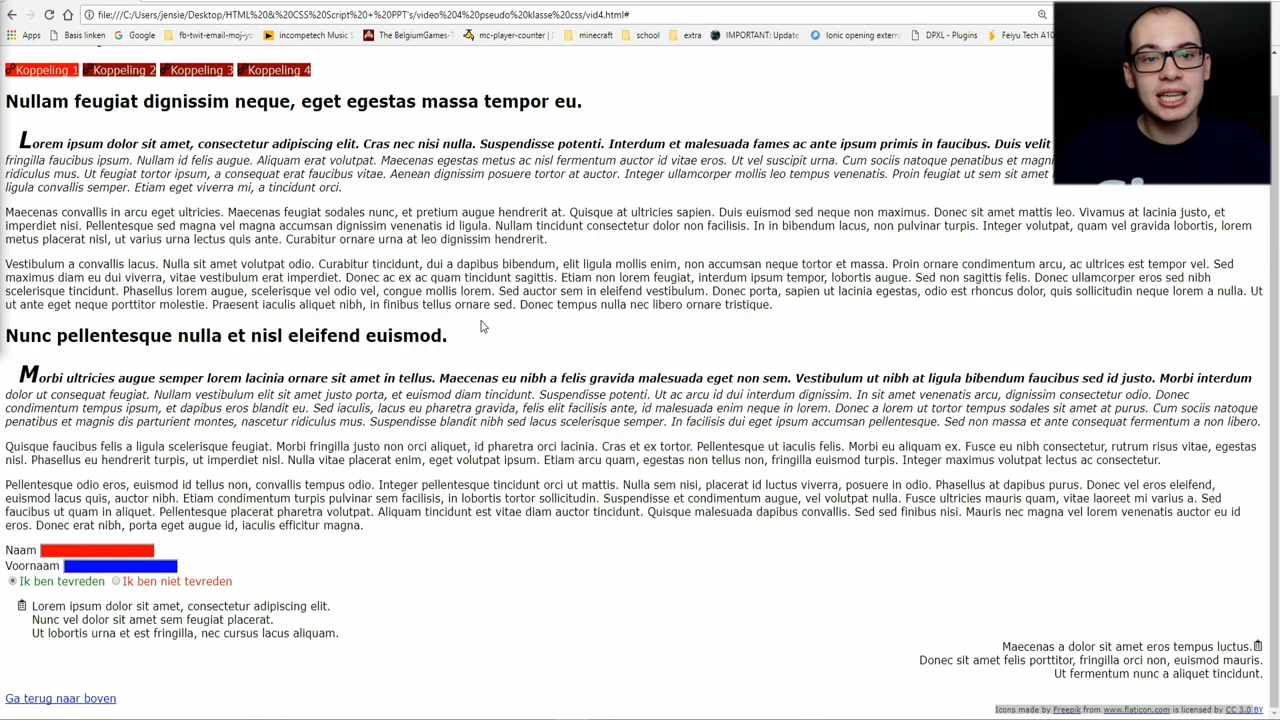 file:///C:/Users/jensie/Desktop/HTML%20&%20CSS%20Script+%20PPT's/video%204%20pseudo%20klasse%20css/vid4.html#
Apps Basis linken Google fb-twit-email-moj-yo incompetech Music S The BelgiumGames-T mc-player-counter minecraft school extra IMPORTANT: Update Ionic opening extern DPXL - Plugins Feiyu Tech A10
Koppeling 1 Koppeling 2 Koppeling 3 Koppeling 4
Nullam feugiat dignissim neque, eget egestas massa tempor eu.
Lorem ipsum dolor sit amet, consectetur adipiscing elit. Cras nec nisi nulla. Suspendisse potenti. Interdum et malesuada fames ac ante ipsum primis in faucibus. Duis velit
fringilla faucibus ipsum. Nullam id felis augue. Aliquam erat volutpat. Maecenas egestas metus ac nisl fermentum auctor id vitae eros. Ut vel suscipit urna. Cum sociis natoque penatibus et magni
ridiculus mus. Ut feugiat tortor ipsum, a consequat erat faucibus vitae. Aenean dignissim posuere tortor at auctor. Integer ullamcorper mollis leo tempus venenatis. Proin feugiat ut sem sit amet
ligula convallis semper. Etiam eget viverra mi, a tincidunt orci.
Maecenas convallis in arcu eget ultricies. Maecenas feugiat sodales nunc, et pretium augue hendrerit at. Quisque at ultricies sapien. Duis euismod sed neque non maximus. Donec sit amet mattis leo. Vivamus at lacinia justo, et
imperdiet nisi. Pellentesque sed magna vel magna accumsan dignissim venenatis id ligula. Nullam tincidunt consectetur dolor non facilisis. In in bibendum lacus, non pulvinar turpis. Integer volutpat, quam vel gravida lobortis, lorem
metus placerat nisl, ut varius urna lectus quis ante. Curabitur ornare urna at leo dignissim hendrerit.
Vestibulum a convallis lacus. Nulla sit amet volutpat odio. Curabitur tincidunt, dui a dapibus bibendum, elit ligula mollis enim, non accumsan neque tortor et massa. Proin ornare condimentum arcu, ac ultrices est tempor vel. Sed
maximus diam eu dui viverra, vitae vestibulum erat imperdiet. Donec ac ex ac quam tincidunt sagittis. Etiam non lorem feugiat, interdum ipsum tempor, lobortis augue. Sed non sagittis felis. Donec ullamcorper eros sed nibh
scelerisque tincidunt. Phasellus lorem augue, scelerisque vel odio vel, congue mollis lorem. Sed auctor sem in eleifend vestibulum. Donec porta, sapien ut lacinia egestas, odio est rhoncus dolor, quis sollicitudin neque lorem a nulla. Ut
ut ante eget neque porttitor molestie. Praesent iaculis aliquet nibh, in finibus tellus ornare sed. Donec tempus nulla nec libero ornare tristique.
Nunc pellentesque nulla et nisl eleifend euismod.
Morbi ultricies augue semper lorem lacinia ornare sit amet in tellus. Maecenas eu nibh a felis gravida malesuada eget non sem. Vestibulum ut nibh at ligula bibendum faucibus sed id justo. Morbi interdum
dolor ut consequat feugiat. Nullam vestibulum elit sit amet justo porta, et euismod diam tincidunt. Suspendisse potenti. Ut ac arcu id dui interdum dignissim. In sit amet venenatis arcu, dignissim consectetur odio. Donec
condimentum tempus ipsum, et dapibus eros blandit eu. Sed iaculis, lacus eu pharetra gravida, felis elit facilisis ante, id malesuada enim neque in lorem. Donec a lorem ut tortor tempus sodales sit amet at purus. Cum sociis natoque
penatibus et magnis dis parturient montes, nascetur ridiculus mus. Suspendisse blandit nibh sed lacus scelerisque semper. In facilisis dui eget ipsum accumsan pellentesque. Sed non massa et ante consequat fermentum a non libero.
Quisque faucibus felis a ligula scelerisque feugiat. Morbi fringilla justo non orci aliquet, id pharetra orci lacinia. Cras et ex tortor. Pellentesque ut iaculis felis. Morbi eu aliquam ex. Fusce eu nibh consectetur, rutrum risus vitae, egestas
nisl. Phasellus eu hendrerit turpis, ut imperdiet nisl. Nulla vitae placerat enim, eget volutpat ipsum. Etiam arcu quam, egestas non tellus non, fringilla euismod turpis. Integer maximus volutpat lectus ac consectetur.
Pellentesque odio eros, euismod id tellus non, convallis tempus odio. Integer pellentesque tincidunt orci ut mattis. Nulla sem nisi, placerat id luctus viverra, posuere in odio. Phasellus at dapibus purus. Donec vel eros eleifend,
euismod lacus quis, auctor nibh. Etiam condimentum turpis pulvinar sem facilisis, in lobortis tortor sollicitudin. Suspendisse et condimentum augue, vel volutpat nulla. Fusce ultricies mauris quam, vitae laoreet mi varius a. Sed
faucibus ut quam in aliquet. Pellentesque placerat pharetra volutpat. Aliquam tincidunt est vitae diam auctor tincidunt. Quisque malesuada dapibus convallis. Sed sed finibus nisi. Mauris nec magna vel lorem venenatis auctor eu id
eros. Donec erat nibh, porta eget augue id, iaculis efficitur magna.
Naam
Voornaam
Ik ben tevreden Ik ben niet tevreden
Lorem ipsum dolor sit amet, consectetur adipiscing elit.
Nunc vel dolor sit amet sem feugiat placerat.
Ut lobortis urna et est fringilla, nec cursus lacus aliquam.
Maecenas a dolor sit amet eros tempus luctus.
Donec sit amet felis porttitor, fringilla orci non, euismod mauris.
Ut fermentum nunc a aliquet tincidunt.
Ga terug naar boven
Icons made by Freepik from www.flaticon.com is licensed by CC 3.0 BY